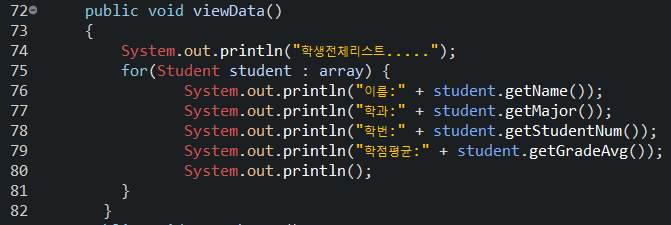 72 public void viewData()
73 {
74 System.out.println("학생전체리스트.....");
75 for(Student student : array) {
76 System.out.println("이름:" + student.getName());
77 System.out.println("학과:" + student.getMajor());
78 System.out.println("학번:" + student.getStudentNum());
79 System.out.println("학점평균:" + student.getGradeAvg());
80 System.out.println();
81 }
82 }